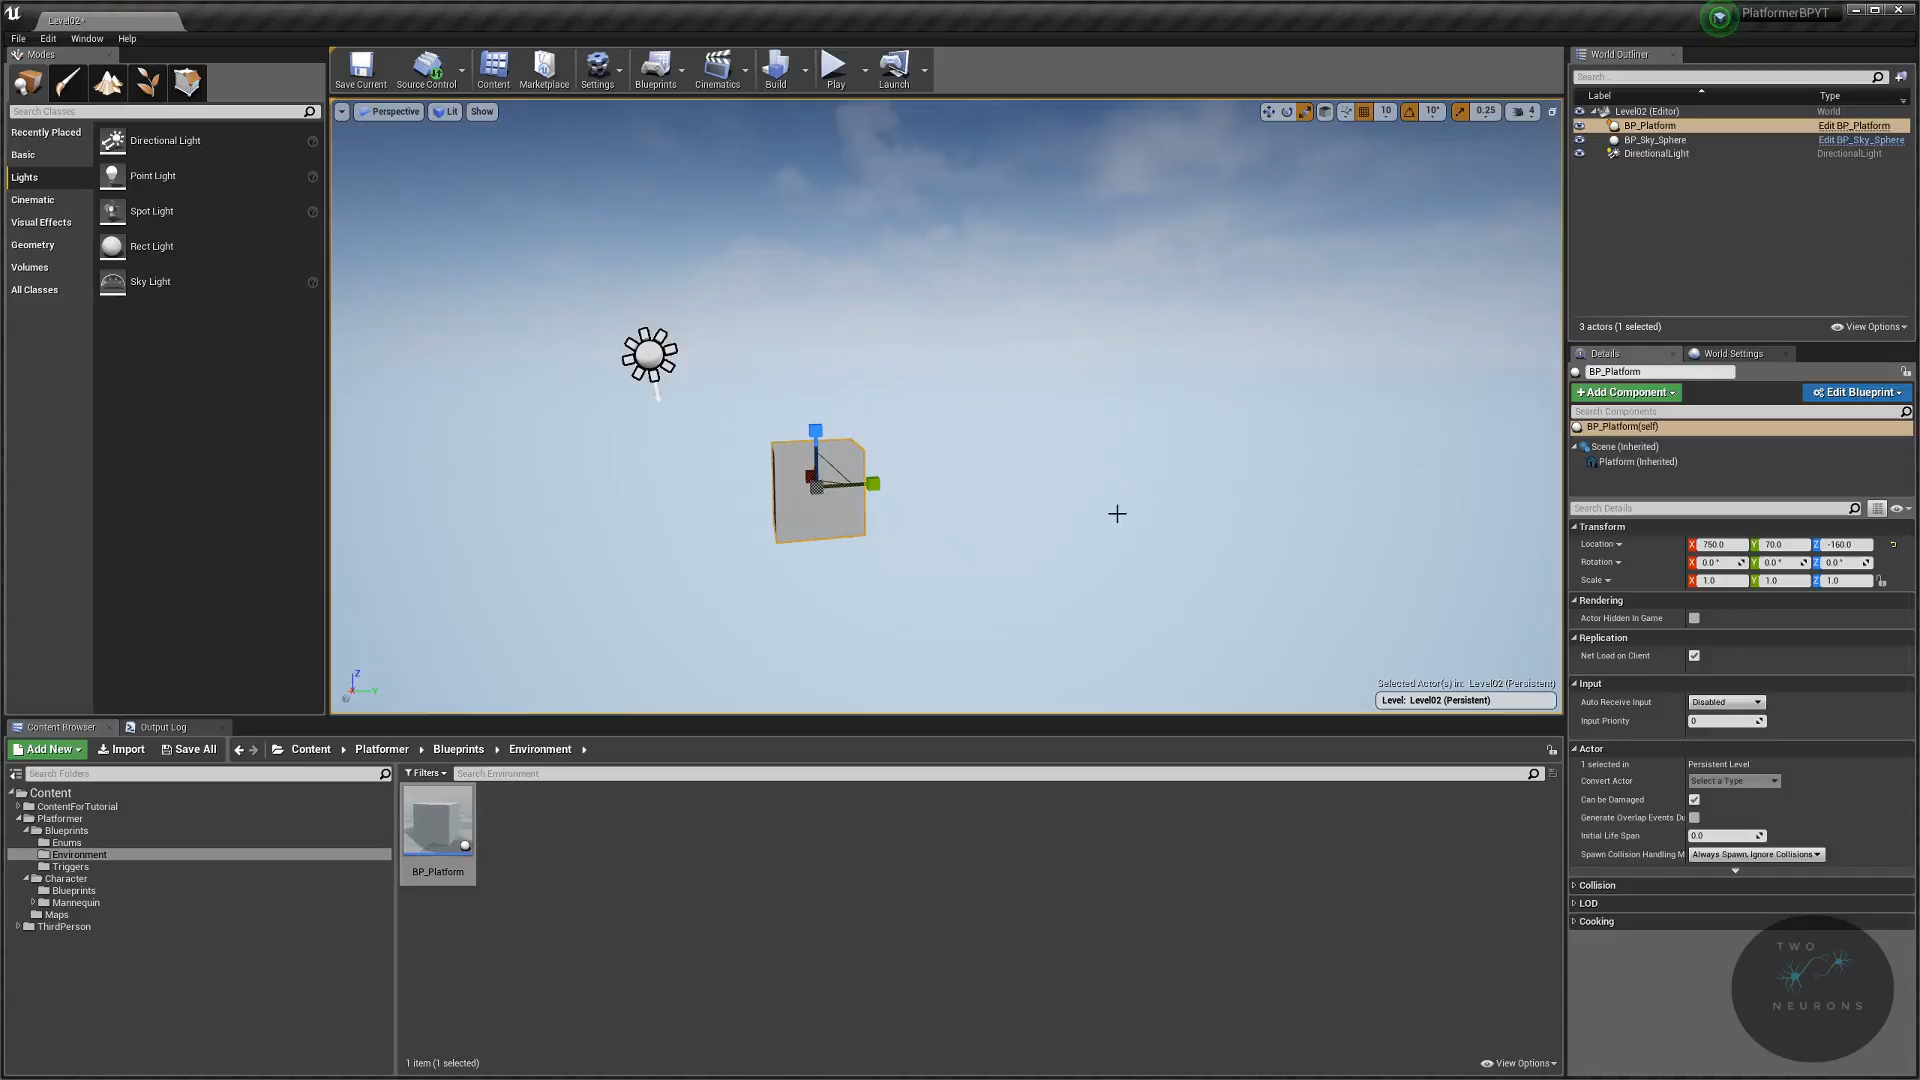 Level02*
PlatformerBPYT
File Edit Window Help
Modes
Search Classes
Recently Placed
Basic
Lights
Cinematic
Visual Effects
Geometry
Volumes
All Classes
Directional Light
Point Light
Spot Light
Rect Light
Sky Light
Save Current Source Control Content Marketplace Settings Blueprints Cinematics Build Play Launch
Perspective Lit Show
10 10° 0.25 4
Z
X Y
Selected Actor(s) in: Level02 (Persistent)
Level: Level02 (Persistent)
World Outliner
Search...
Label Type
Level02 (Editor) World
BP_Platform Edit BP_Platform
BP_Sky_Sphere Edit BP_Sky_Sphere
DirectionalLight DirectionalLight
3 actors (1 selected) View Options
Details World Settings
BP_Platform
+Add Component Edit Blueprint
Search Components
BP_Platform(self)
Scene (Inherited)
Platform (Inherited)
Search Details
Transform
Location X 750.0 Y 70.0 Z -160.0
Rotation X 0.0° Y 0.0° Z 0.0°
Scale X 1.0 Y 1.0 Z 1.0
Rendering
Actor Hidden In Game
Replication
Net Load on Client
Input
Auto Receive Input Disabled
Input Priority 0
Actor
1 selected in Persistent Level
Convert Actor Select a Type
Can be Damaged
Generate Overlap Events Du
Initial Life Span 0.0
Spawn Collision Handling M Always Spawn, Ignore Collisions
Collision
LOD
Cooking
TWO
NEURONS
Content Browser Output Log
Add New Import Save All Content Platformer Blueprints Environment
Search Folders
Filters Search Environment
Content
ContentForTutorial
Platformer
Blueprints
Enums
Environment
Triggers
Character
Blueprints
Mannequin
Maps
ThirdPerson
BP_Platform
1 item (1 selected) View Options